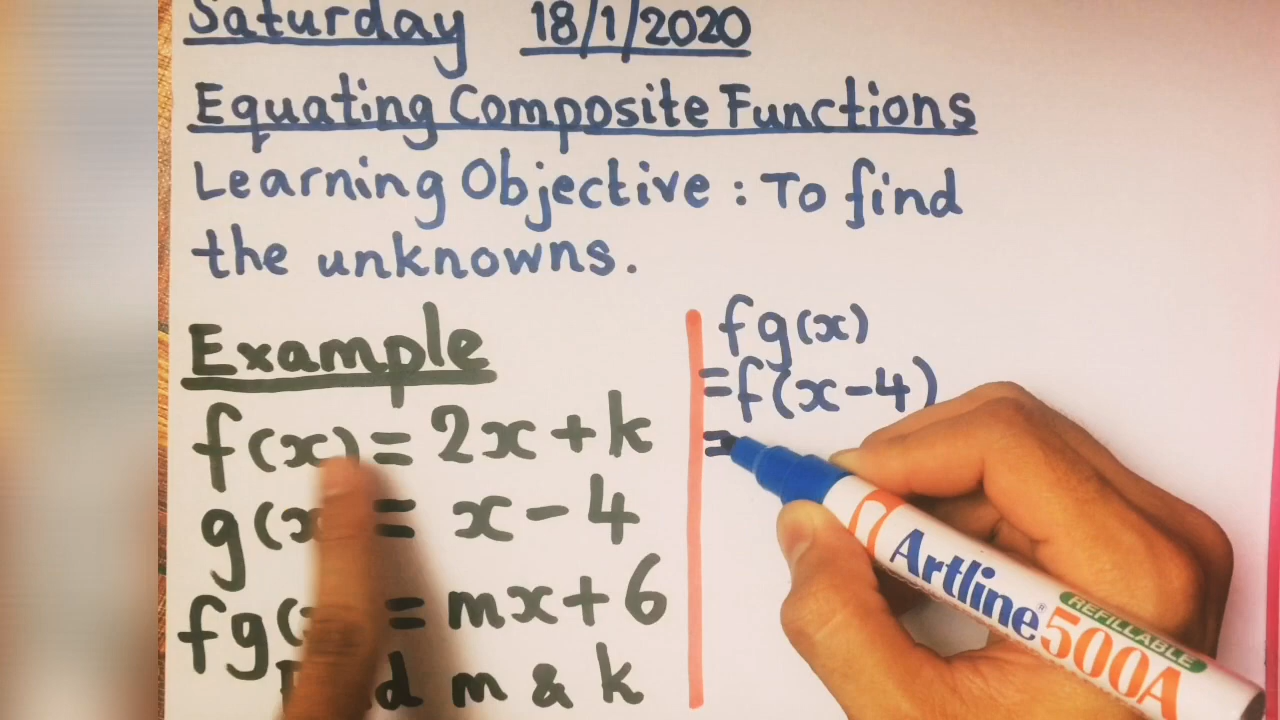 Saturday 18/1/2020
Equating Composite Functions
Learning Objective : To find
the unknowns.
Example
f(x) = 2x + k
g(x = x - 4
fg( = mx + 6
m & k
fg(x)
= f(x-4)
=
Artline® 500A
REFILLABLE